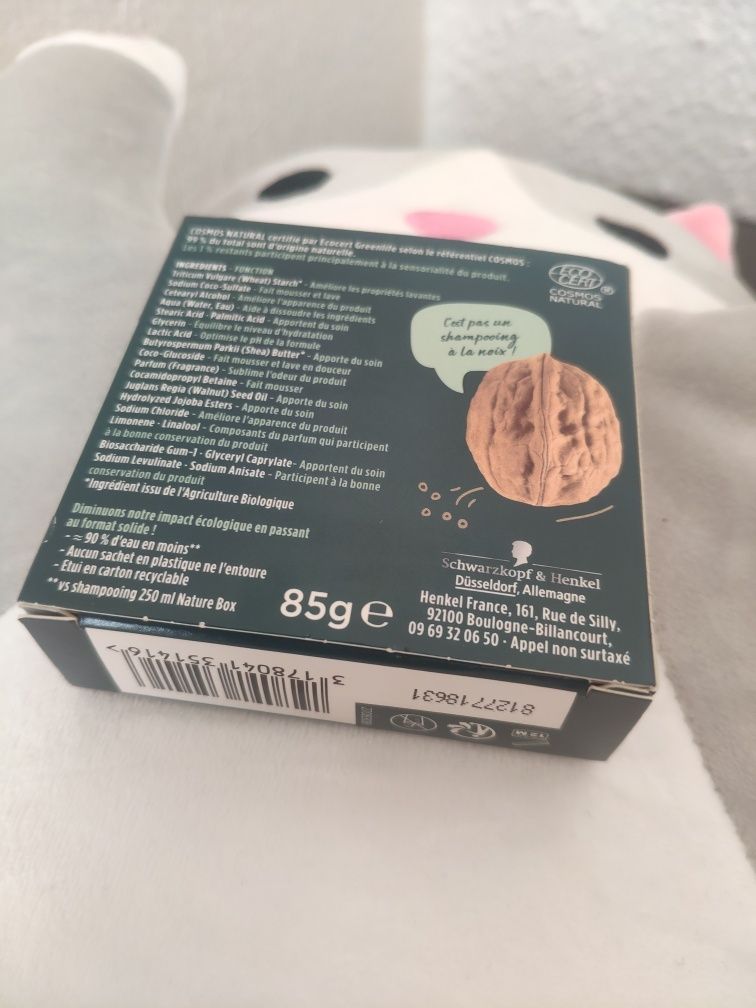 COSMOS NATURAL certifié par Ecocert Greenlife selon le référentiel COSMOS :
99 % du total sont d'origine naturelle.
Les 1 % restants participent principalement à la sensorialité du produit.
INGREDIENTS - FONCTION
Triticum Vulgare (Wheat) Starch* - Améliore les propriétés lavantes
Sodium Coco-Sulfate - Fait mousser et lave
Cetearyl Alcohol - Améliore l'apparence du produit
Aqua (Water, Eau) - Aide à dissoudre les ingrédients
Stearic Acid - Palmitic Acid - Apportent du soin
Glycerin - Equilibre le niveau d'hydratation
Lactic Acid - Optimise le pH de la formule
Butyrospermum Parkii (Shea) Butter* - Apporte du soin
Coco-Glucoside - Fait mousser et lave en douceur
Parfum (Fragrance) - Sublime l'odeur du produit
Cocamidopropyl Betaine - Fait mousser
Juglans Regia (Walnut) Seed Oil - Apporte du soin
Hydrolyzed Jojoba Esters - Apporte du soin
Sodium Chloride - Améliore l'apparence du produit
Limonene - Linalool - Composants du parfum qui participent
à la bonne conservation du produit
Biosaccharide Gum-1 - Glyceryl Caprylate - Apportent du soin
Sodium Levulinate - Sodium Anisate - Participent à la bonne
conservation du produit
*Ingrédient issu de l'Agriculture Biologique
Diminuons notre impact écologique en passant
au format solide !
- ≈ 90 % d'eau en moins**
- Aucun sachet en plastique ne l'entoure
- Etui en carton recyclable
**vs shampooing 250 ml Nature Box
85g e
ECO
CERT
®
COSMOS
NATURAL
C'est pas un
shampooing
à la noix !
Schwarzkopf & Henkel
Düsseldorf, Allemagne
Henkel France, 161, Rue de Silly,
92100 Boulogne-Billancourt,
09 69 32 06 50 - Appel non surtaxé
3 178041 351416 >
8127718631
12 M